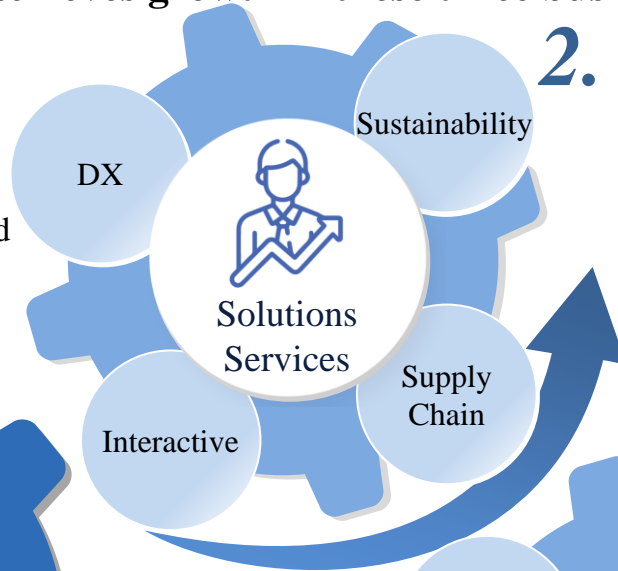 2.
Sustainability
DX
Solutions
Services
Supply
Chain
Interactive